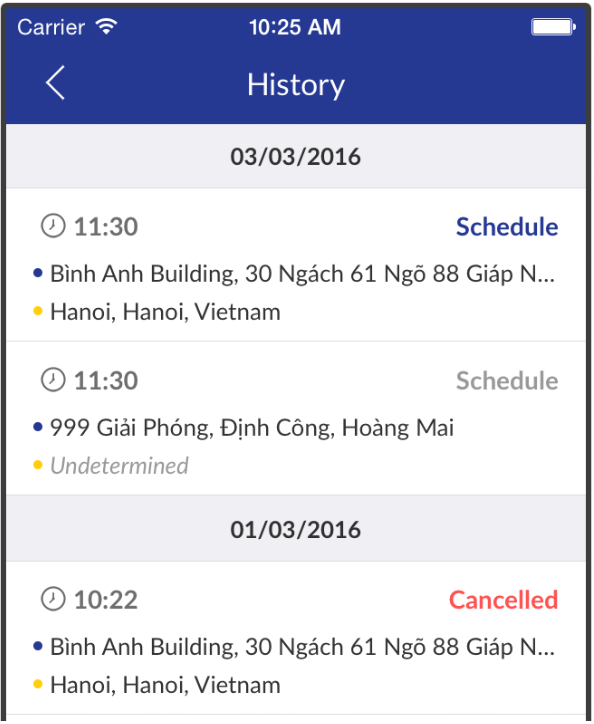 Carrier 10:25 AM
History
03/03/2016
11:30 Schedule
Bình Anh Building, 30 Ngách 61 Ngõ 88 Giáp N...
Hanoi, Hanoi, Vietnam
11:30 Schedule
999 Giải Phóng, Định Công, Hoàng Mai
Undetermined
01/03/2016
10:22 Cancelled
Bình Anh Building, 30 Ngách 61 Ngõ 88 Giáp N...
Hanoi, Hanoi, Vietnam